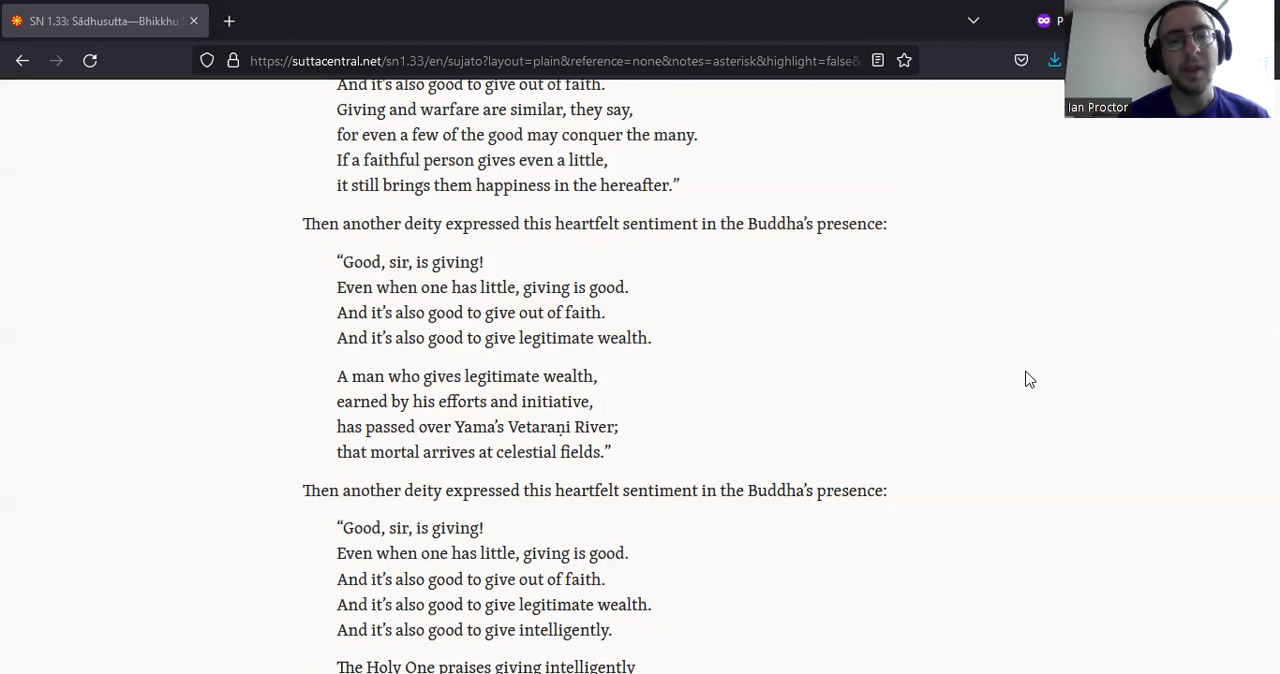 SN 1.33: Sādhusutta—Bhikkhu S
https://suttacentral.net/sn1.33/en/sujato?layout=plain&reference=none&notes=asterisk&highlight=false&
P
Ian Proctor
And it's also good to give out of faith.
Giving and warfare are similar, they say,
for even a few of the good may conquer the many.
If a faithful person gives even a little,
it still brings them happiness in the hereafter.”
Then another deity expressed this heartfelt sentiment in the Buddha’s presence:
“Good, sir, is giving!
Even when one has little, giving is good.
And it’s also good to give out of faith.
And it’s also good to give legitimate wealth.
A man who gives legitimate wealth,
earned by his efforts and initiative,
has passed over Yama’s Vetaraṇi River;
that mortal arrives at celestial fields.”
Then another deity expressed this heartfelt sentiment in the Buddha’s presence:
“Good, sir, is giving!
Even when one has little, giving is good.
And it’s also good to give out of faith.
And it’s also good to give legitimate wealth.
And it’s also good to give intelligently.
The Holy One praises giving intelligently